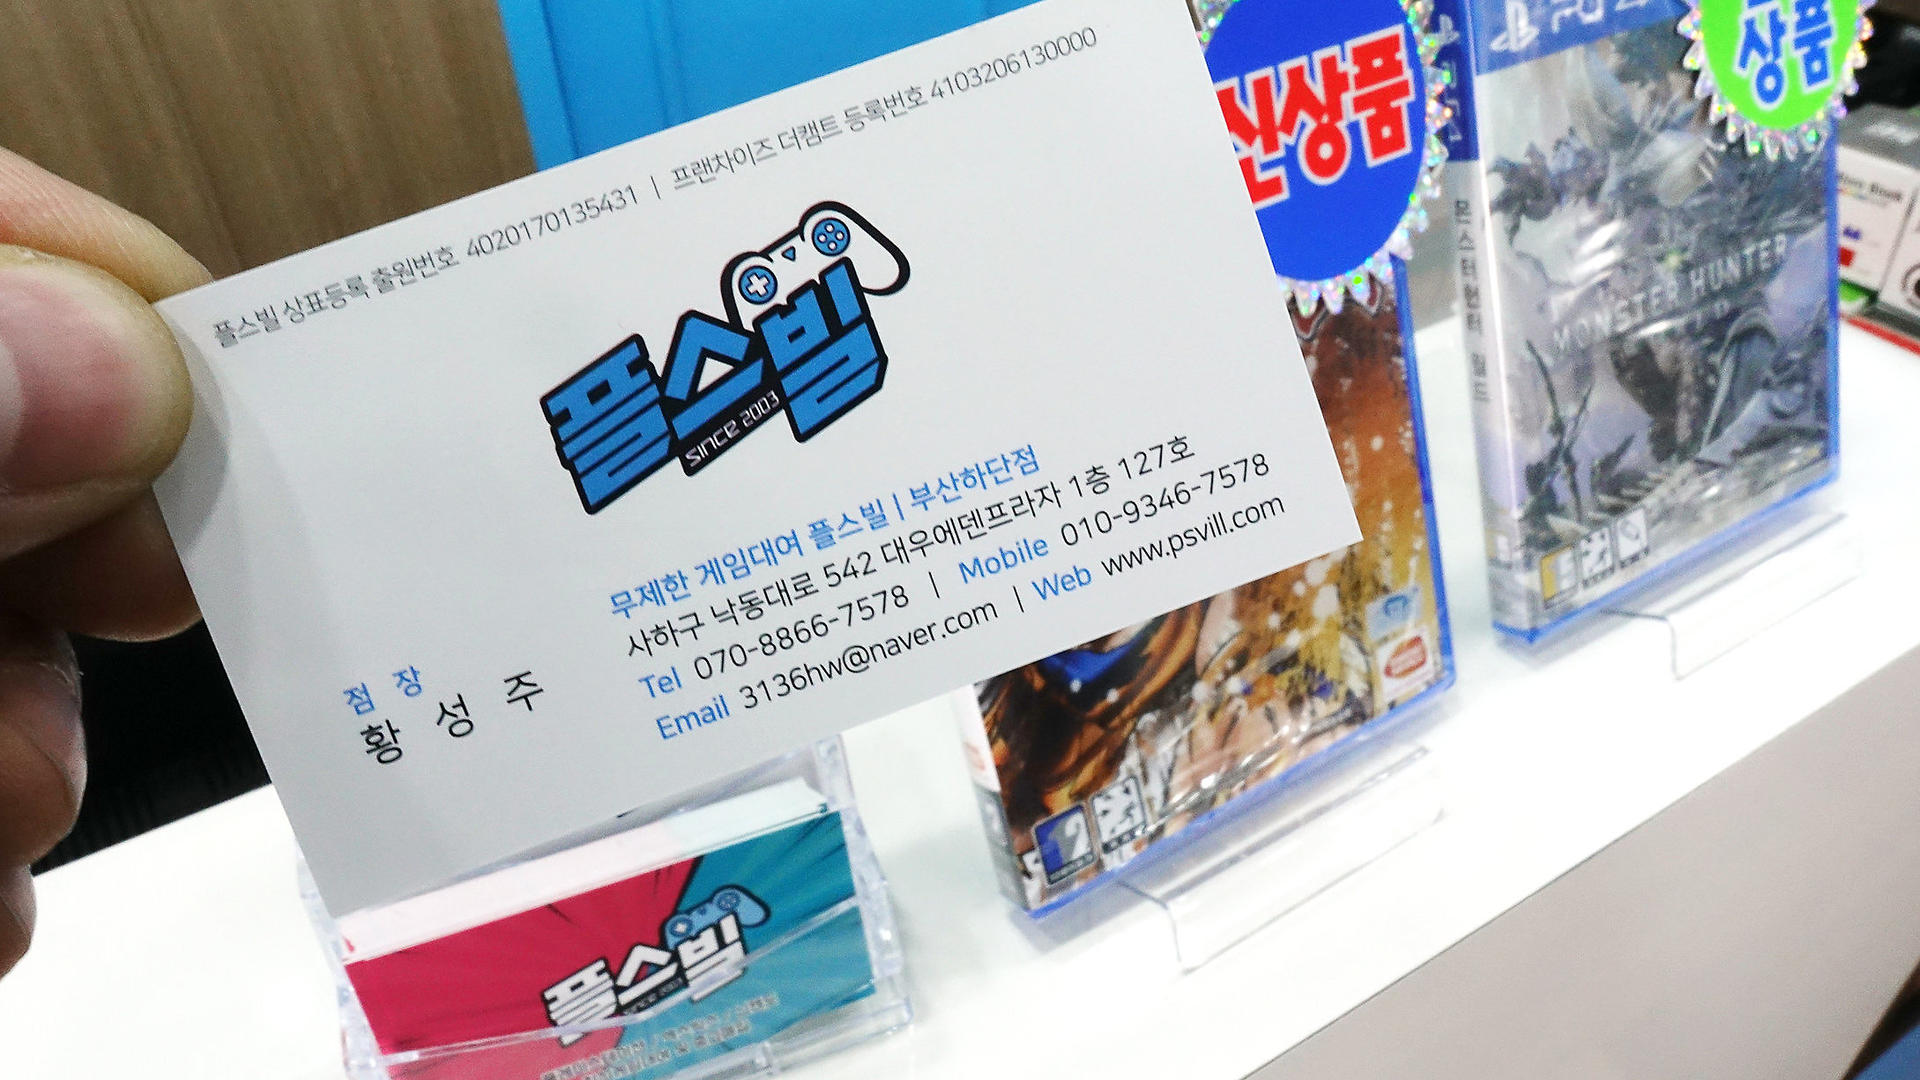 플스빌 상표등록 출원번호 4020170135431 | 프랜차이즈 더캠트 등록번호 4103206130000
플스빌
SINCE 2003
무제한 게임대여 플스빌 | 부산하단점
사하구 낙동대로 542 대우에덴프라자 1층 127호
Tel 070-8866-7578 | Mobile 010-9346-7578
Email 3136hw@naver.com | Web www.psvill.com
점 장
황 성 주
신상품
상품
MONSTER HUNTER
플스빌
SINCE 2003
12